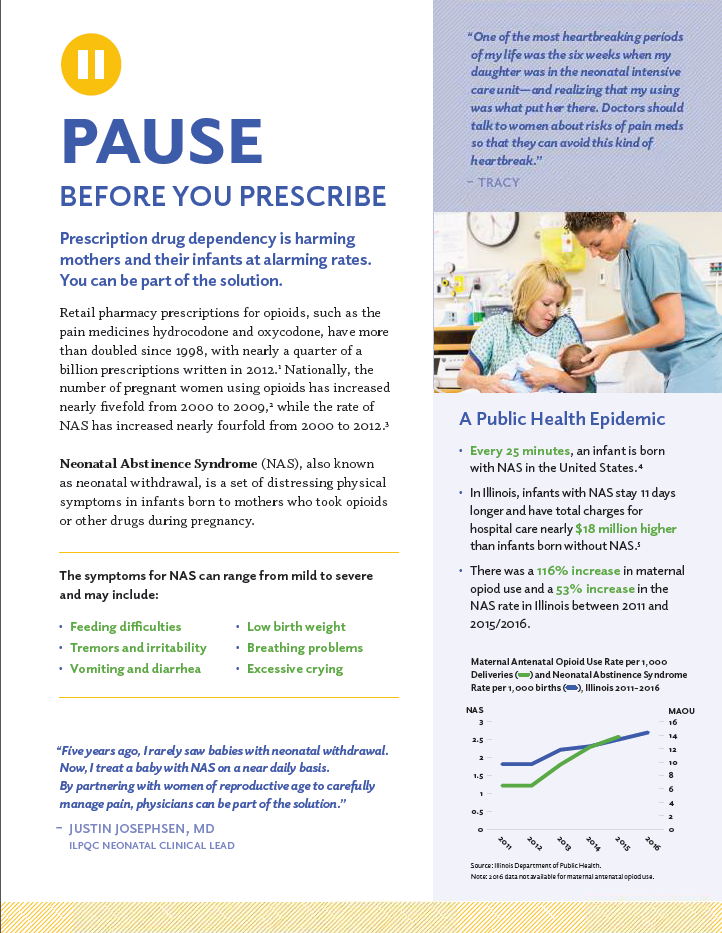 PAUSE
BEFORE YOU PRESCRIBE
Prescription drug dependency is harming
mothers and their infants at alarming rates.
You can be part of the solution.
Retail pharmacy prescriptions for opioids, such as the
pain medicines hydrocodone and oxycodone, have more
than doubled since 1998, with nearly a quarter of a
billion prescriptions written in 2012.¹ Nationally, the
number of pregnant women using opioids has increased
nearly fivefold from 2000 to 2009,² while the rate of
NAS has increased nearly fourfold from 2000 to 2012.³
Neonatal Abstinence Syndrome (NAS), also known
as neonatal withdrawal, is a set of distressing physical
symptoms in infants born to mothers who took opioids
or other drugs during pregnancy.
The symptoms for NAS can range from mild to severe
and may include:
• Feeding difficulties
• Tremors and irritability
• Vomiting and diarrhea
• Low birth weight
• Breathing problems
• Excessive crying
“Five years ago, I rarely saw babies with neonatal withdrawal.
Now, I treat a baby with NAS on a near daily basis.
By partnering with women of reproductive age to carefully
manage pain, physicians can be part of the solution.”
– JUSTIN JOSEPHSEN, MD
ILPQC NEONATAL CLINICAL LEAD
“One of the most heartbreaking periods
of my life was the six weeks when my
daughter was in the neonatal intensive
care unit—and realizing that my using
was what put her there. Doctors should
talk to women about risks of pain meds
so that they can avoid this kind of
heartbreak.”
– TRACY
A Public Health Epidemic
• Every 25 minutes, an infant is born
with NAS in the United States.⁴
• In Illinois, infants with NAS stay 11 days
longer and have total charges for
hospital care nearly $18 million higher
than infants born without NAS.⁵
• There was a 116% increase in maternal
opiod use and a 53% increase in the
NAS rate in Illinois between 2011 and
2015/2016.
Maternal Antenatal Opioid Use Rate per 1,000
Deliveries ( ) and Neonatal Abstinence Syndrome
Rate per 1,000 births ( ), Illinois 2011-2016
NAS
3
2.5
2
1.5
1
0.5
0
MAOU
16
14
12
10
8
6
4
2
0
2011
2012
2013
2014
2015
2016
Source: Illinois Department of Public Health.
Note: 2016 data not available for maternal antenatal opiod use.